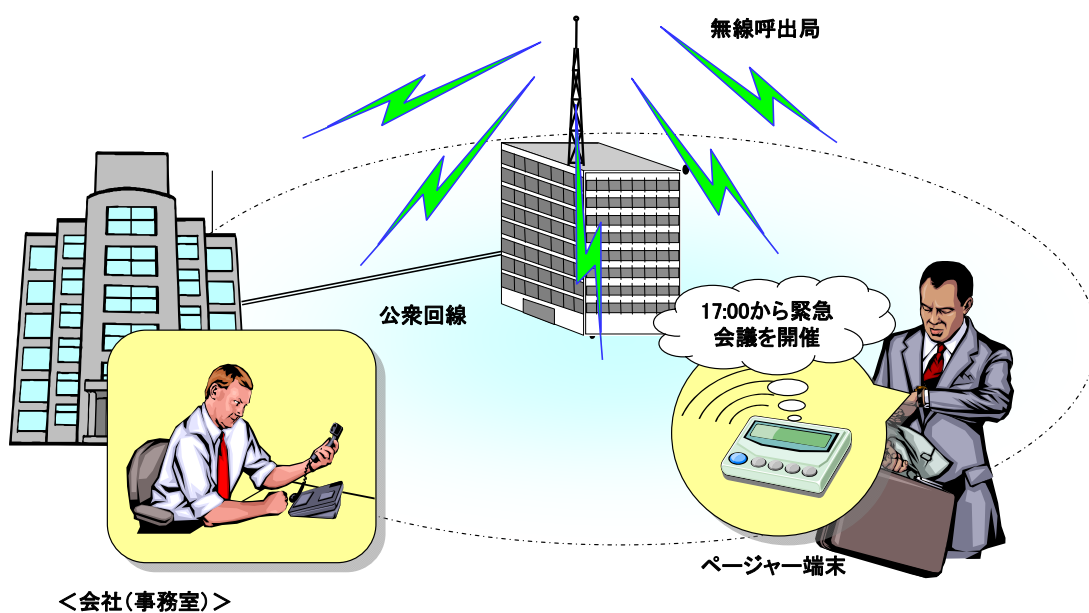 無線呼出局
公衆回線
17:00から緊急
会議を開催
ページャー端末
＜会社（事務室）＞